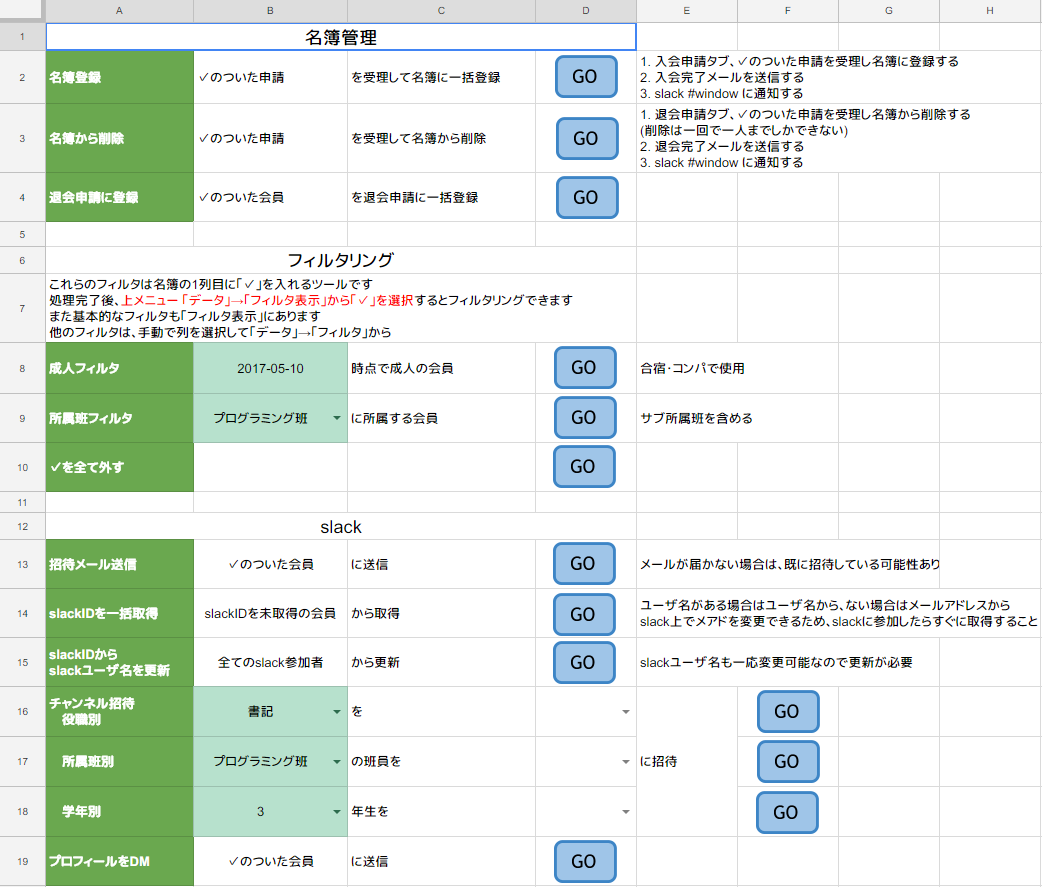 A B C D E F G H
1 名簿管理
2 名簿登録 ✓のついた申請 を受理して名簿に一括登録 GO
1. 入会申請タブ、✓のついた申請を受理し名簿に登録する
2. 入会完了メールを送信する
3. slack #window に通知する
3 名簿から削除 ✓のついた申請 を受理して名簿から削除 GO
1. 退会申請タブ、✓のついた申請を受理し名簿から削除する
(削除は一回で一人までしかできない)
2. 退会完了メールを送信する
3. slack #window に通知する
4 退会申請に登録 ✓のついた会員 を退会申請に一括登録 GO
5
6 フィルタリング
7
これらのフィルタは名簿の1列目に「✓」を入れるツールです
処理完了後、上メニュー「データ」→「フィルタ表示」から「✓」を選択するとフィルタリングできます
また基本的なフィルタも「フィルタ表示」にあります
他のフィルタは、手動で列を選択して「データ」→「フィルタ」から
8 成人フィルタ 2017-05-10 時点で成人の会員 GO 合宿・コンパで使用
9 所属班フィルタ プログラミング班 に所属する会員 GO サブ所属班を含める
10 ✓を全て外す GO
11
12 slack
13 招待メール送信 ✓のついた会員 に送信 GO メールが届かない場合は、既に招待している可能性あり
14 slackIDを一括取得 slackIDを未取得の会員 から取得 GO
ユーザ名がある場合はユーザ名から、ない場合はメールアドレスから
slack上でメアドを変更できるため、slackに参加したらすぐに取得すること
15 slackIDから
slackユーザ名を更新 全てのslack参加者 から更新 GO slackユーザ名も一応変更可能なので更新が必要
16 チャンネル招待
役職別 書記 を GO
17 所属班別 プログラミング班 の班員を に招待 GO
18 学年別 3 年生を GO
19 プロフィールをDM ✓のついた会員 に送信 GO